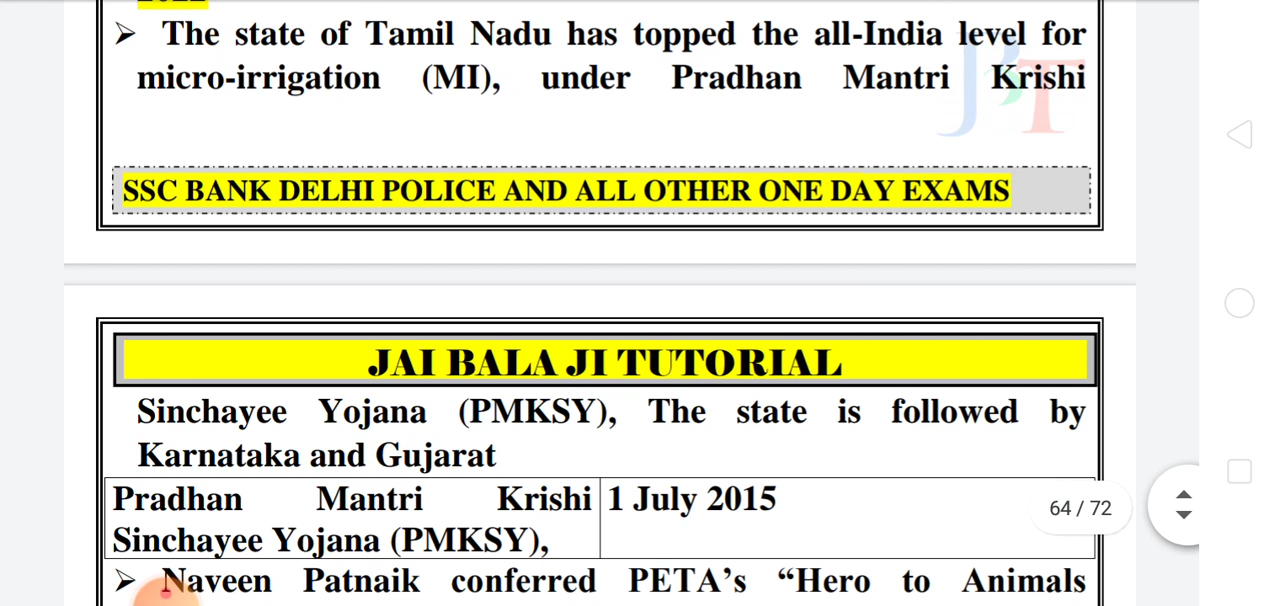 ➢ The state of Tamil Nadu has topped the all-India level for
micro-irrigation (MI), under Pradhan Mantri Krishi
JBT
SSC BANK DELHI POLICE AND ALL OTHER ONE DAY EXAMS
JAI BALA JI TUTORIAL
Sinchayee Yojana (PMKSY), The state is followed by
Karnataka and Gujarat
Pradhan Mantri Krishi 1 July 2015
Sinchayee Yojana (PMKSY),
64 / 72
➢ Naveen Patnaik conferred PETA’s “Hero to Animals